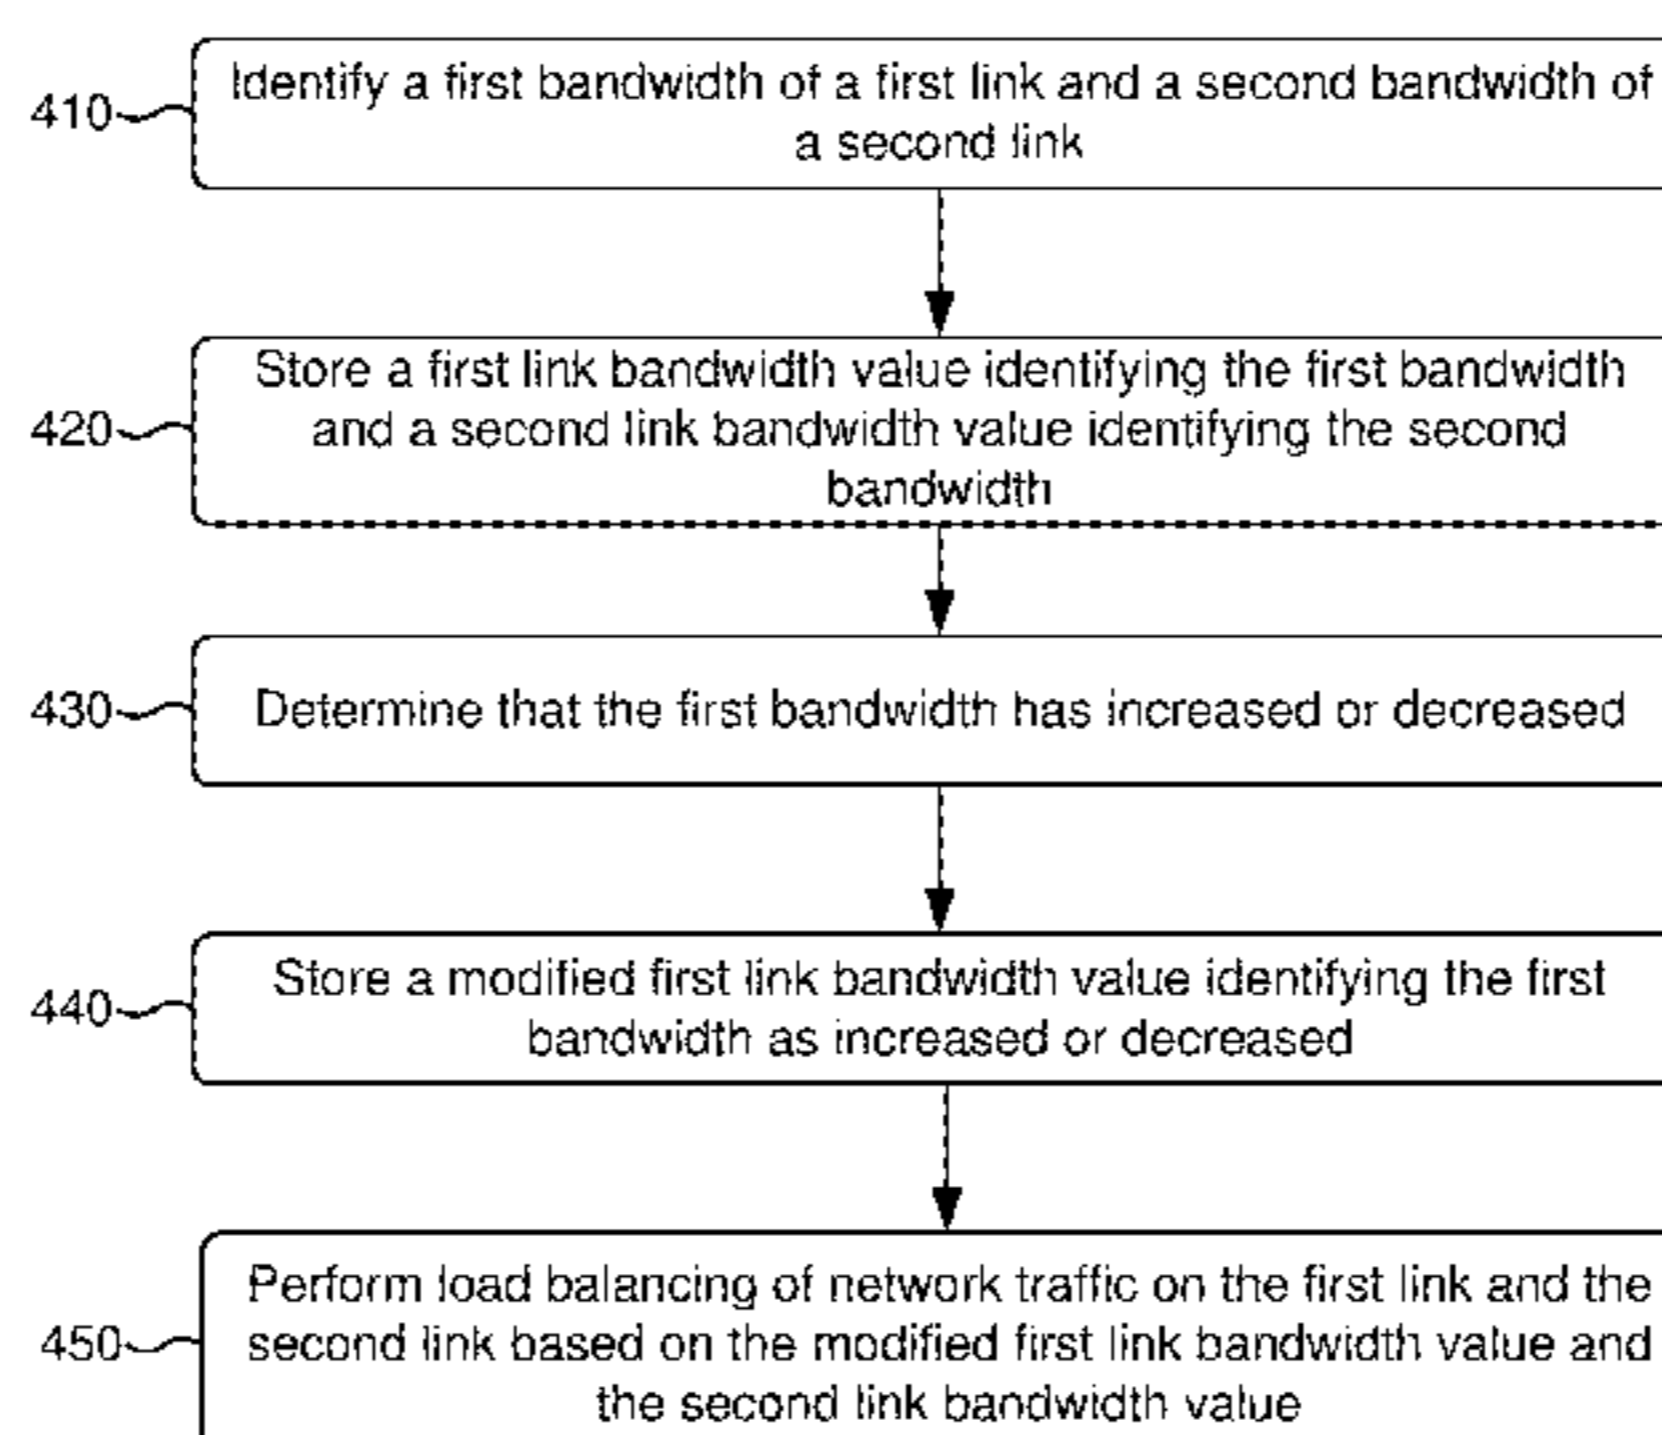 410
Identify a first bandwidth of a first link and a second bandwidth of
a second link
420
Store a first link bandwidth value identifying the first bandwidth
and a second link bandwidth value identifying the second
bandwidth
430
Determine that the first bandwidth has increased or decreased
440
Store a modified first link bandwidth value identifying the first
bandwidth as increased or decreased
450
Perform load balancing of network traffic on the first link and the
second link based on the modified first link bandwidth value and
the second link bandwidth value